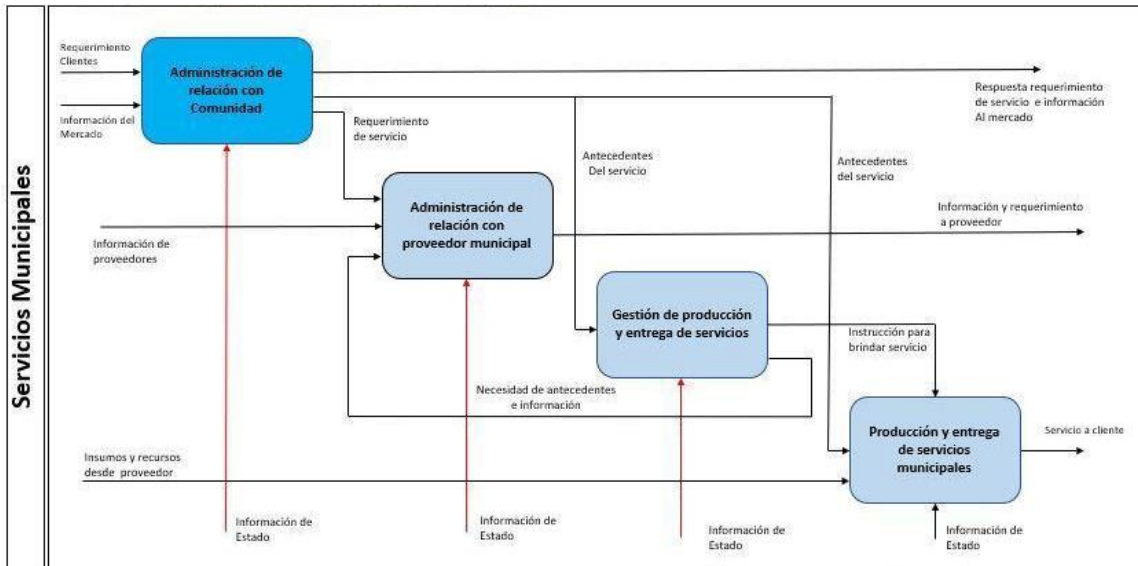 Servicios Municipales
Requerimiento
Clientes
Información del
Mercado
Administración de
relación con
Comunidad
Respuesta requerimiento
de servicio e información
Al mercado
Requerimiento
de servicio
Antecedentes
Del servicio
Antecedentes
del servicio
Administración de
relación con
proveedor municipal
Información y requerimiento
a proveedor
Información de
proveedores
Gestión de producción
y entrega de servicios
Instrucción para
brindar servicio
Necesidad de antecedentes
e información
Producción y entrega
de servicios
municipales
Servicio a cliente
Insumos y recursos
desde proveedor
Información de
Estado
Información de
Estado
Información de
Estado
Información de
Estado